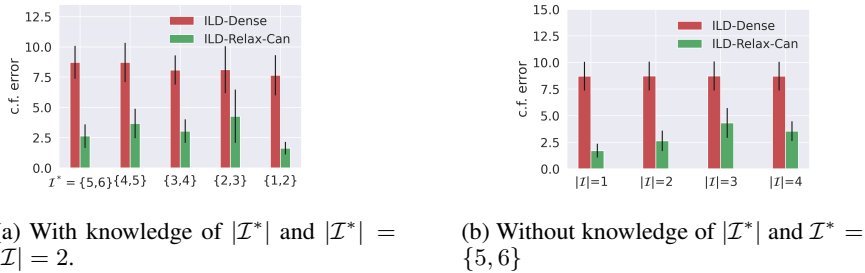 12.5
10.0
7.5
5.0
2.5
0.0
c.f. error
ILD-Dense
ILD-Relax-Can
𝓘* = {5,6} {4,5} {3,4} {2,3} {1,2}
(a) With knowledge of |𝓘*| and |𝓘*| =
𝓘| = 2.
15.0
12.5
10.0
7.5
5.0
2.5
0.0
c.f. error
ILD-Dense
ILD-Relax-Can
|𝓘|=1 |𝓘|=2 |𝓘|=3 |𝓘|=4
(b) Without knowledge of |𝓘*| and 𝓘* =
{5, 6}